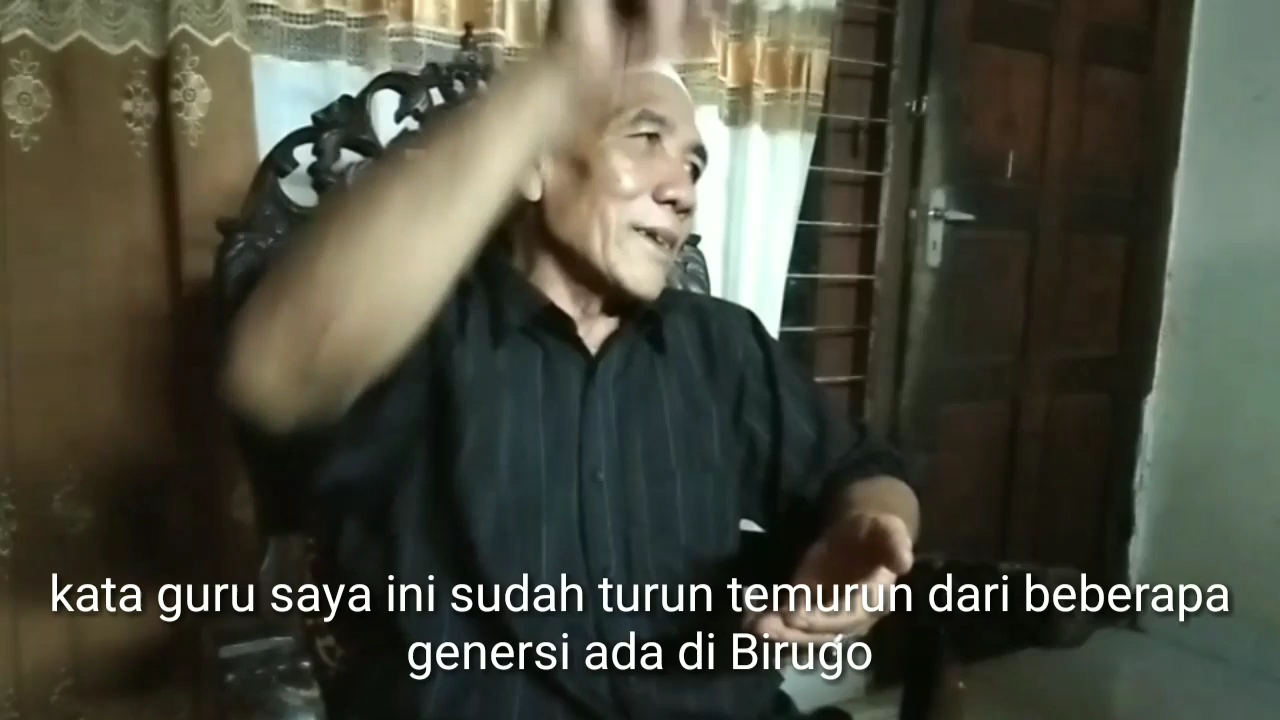 kata guru saya ini sudah turun temurun dari beberapa
genersi ada di Birugo